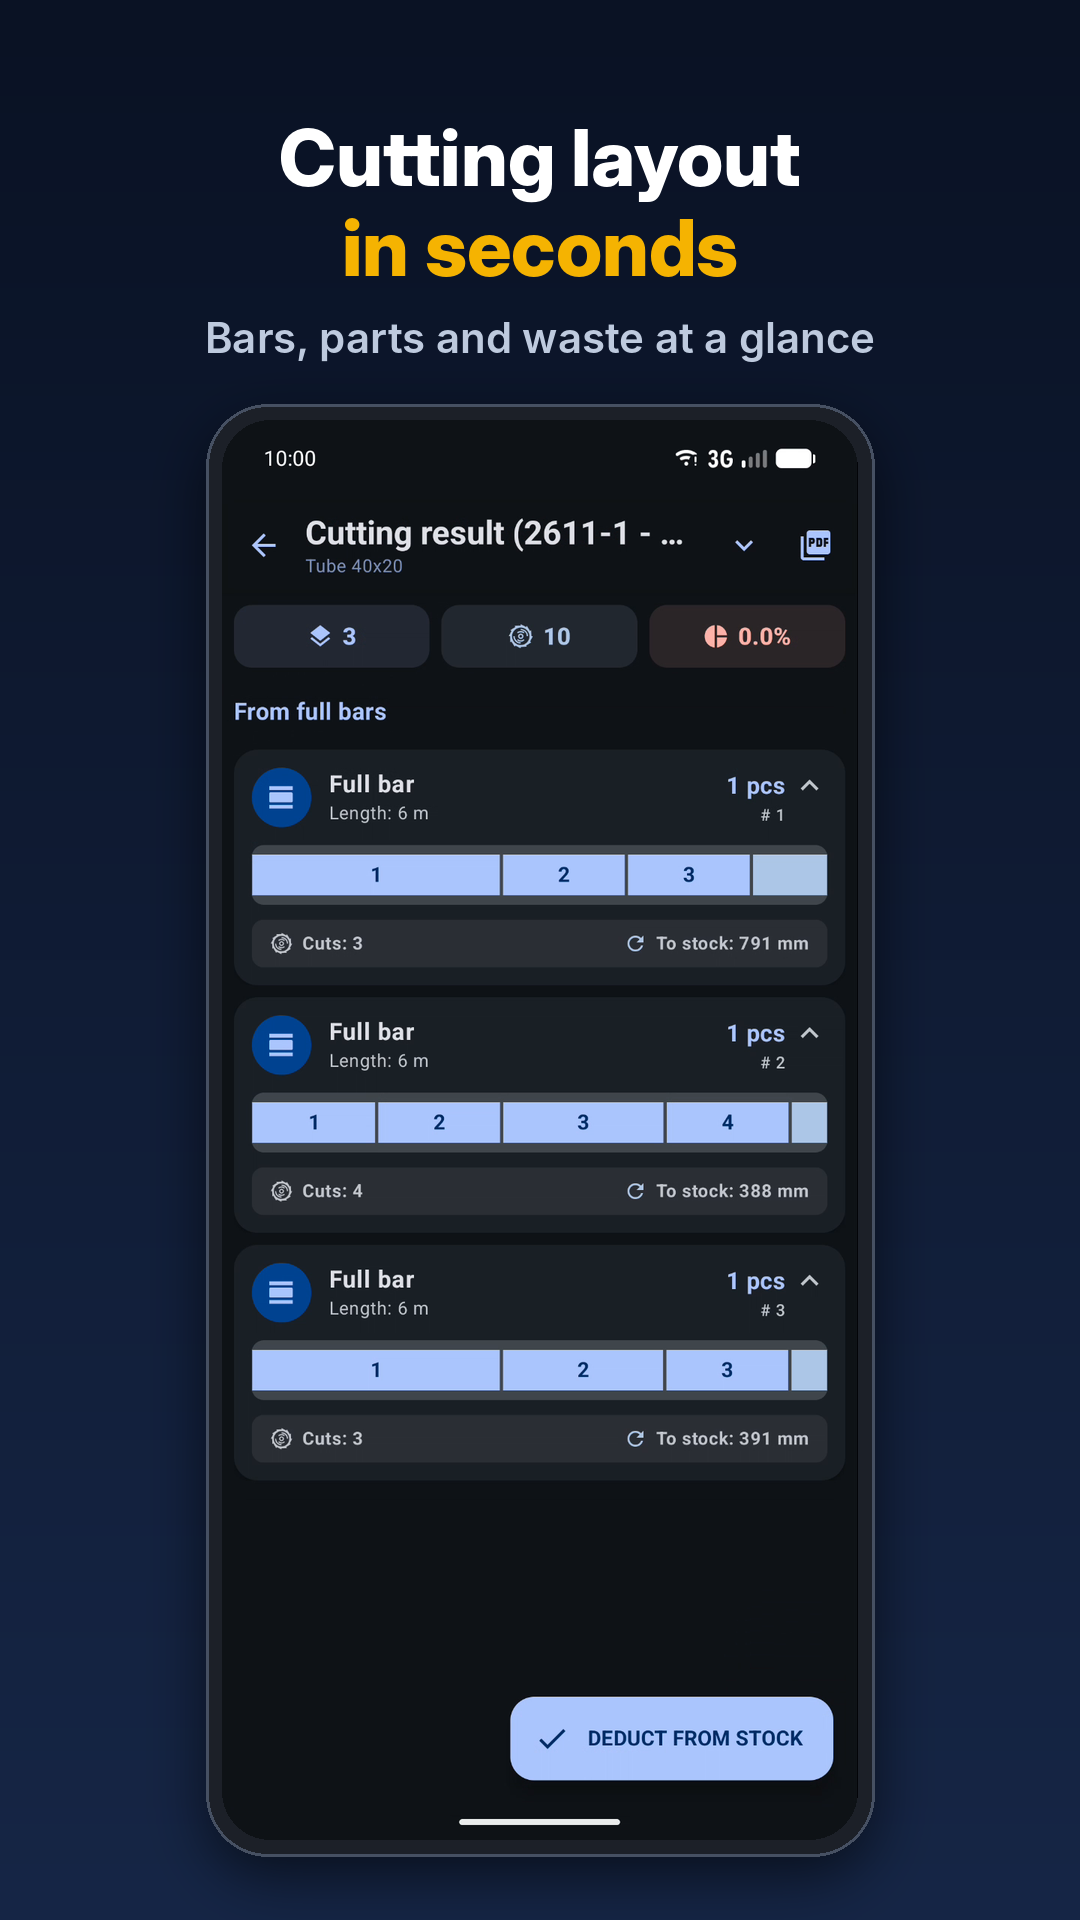 Cutting layout
in seconds
Bars, parts and waste at a glance
10:00
3G
Cutting result (2611-1 - ...
Tube 40x20
PDF
3
10
0.0%
From full bars
Full bar
1 pcs
Length: 6 m
# 1
1
2
3
Cuts: 3
To stock: 791 mm
Full bar
1 pcs
Length: 6 m
# 2
1
2
3
4
Cuts: 4
To stock: 388 mm
Full bar
1 pcs
Length: 6 m
# 3
1
2
3
Cuts: 3
To stock: 391 mm
DEDUCT FROM STOCK